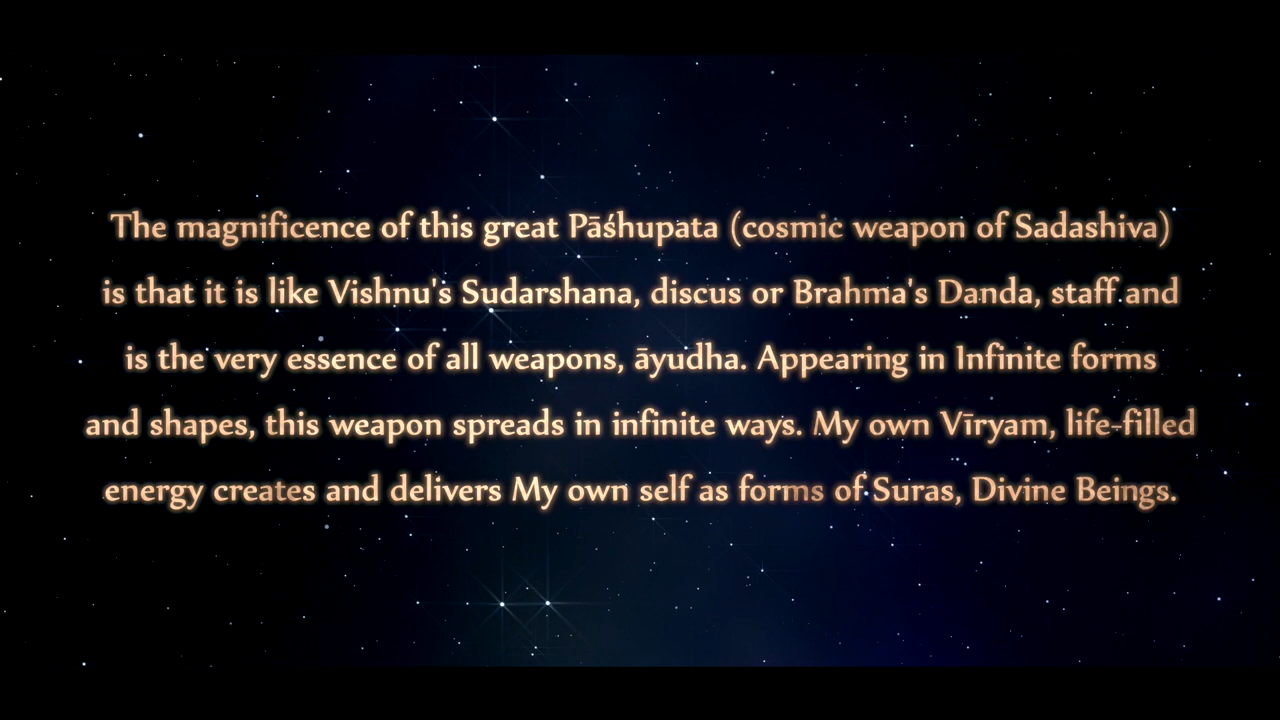 The magnificence of this great Pāśhupata (cosmic weapon of Sadashiva)
is that it is like Vishnu's Sudarshana, discus or Brahma's Danda, staff and
is the very essence of all weapons, āyudha. Appearing in Infinite forms
and shapes, this weapon spreads in infinite ways. My own Vīryam, life-filled
energy creates and delivers My own self as forms of Suras, Divine Beings.